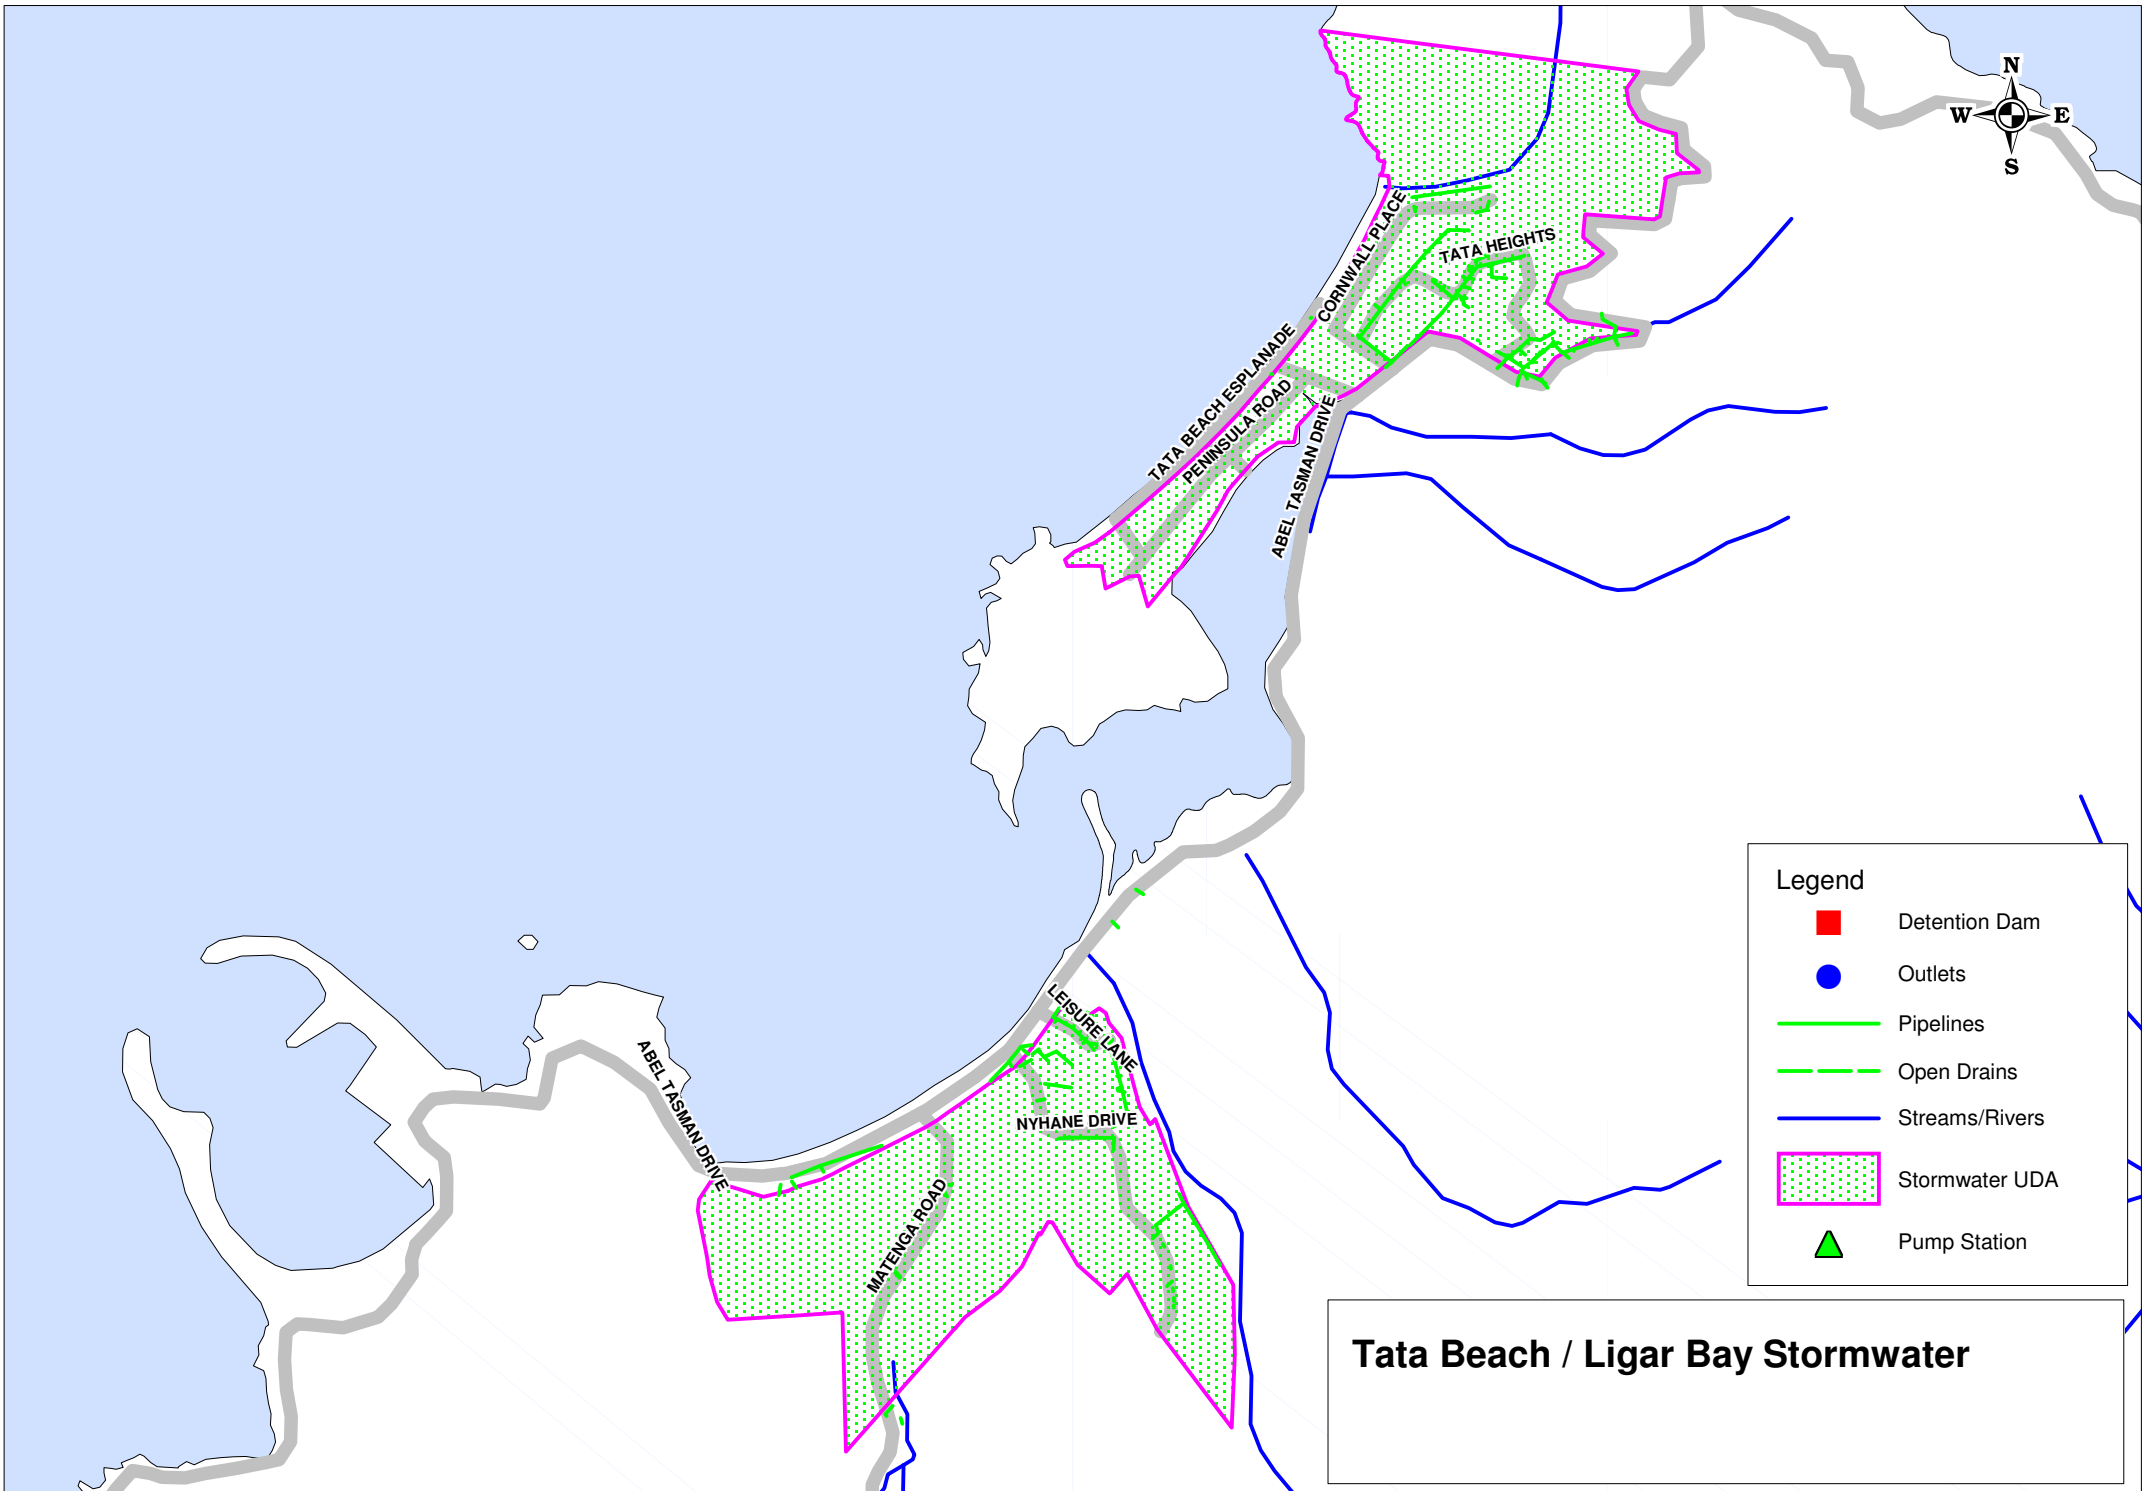 N
W E
S
CORNWALL PLACE
TATA HEIGHTS
TATA BEACH ESPLANADE
PENINSULA ROAD
ABEL TASMAN DRIVE
Legend
Detention Dam
Outlets
Pipelines
Open Drains
Streams/Rivers
Stormwater UDA
Pump Station
LEISURE LANE
ABEL TASMAN DRIVE
NYHANE DRIVE
MATENGA ROAD
Tata Beach / Ligar Bay Stormwater